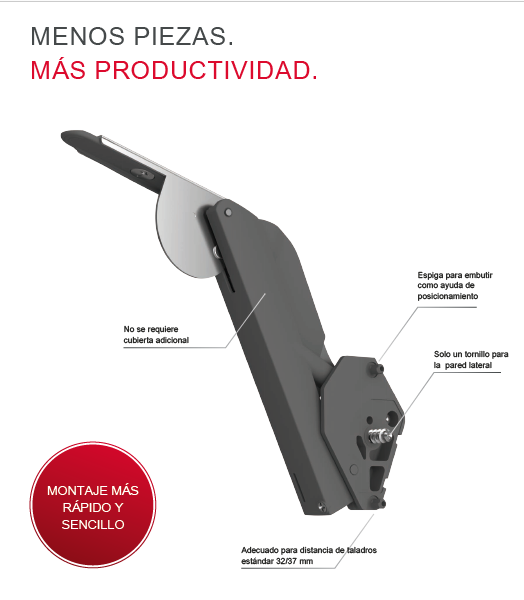 MENOS PIEZAS.
MÁS PRODUCTIVIDAD.
Espiga para embutir
como ayuda de
posicionamiento
No se requiere
cubierta adicional
Solo un tornillo para
la pared lateral
MONTAJE MÁS
RÁPIDO Y
SENCILLO
Adecuado para distancia de taladros
estándar 32/37 mm